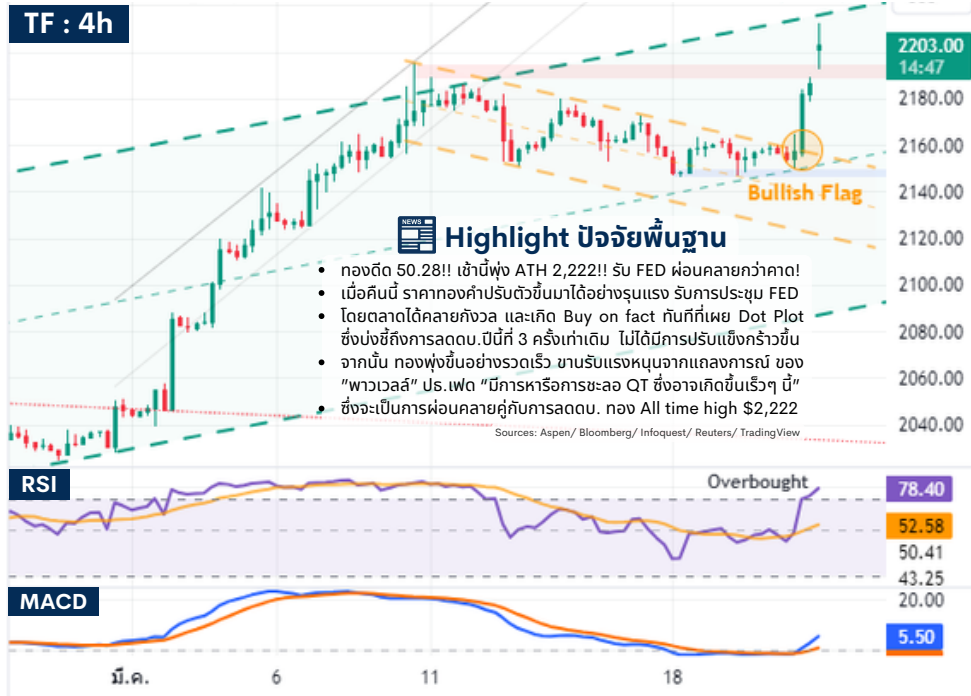 TF : 4h
2203.00
14:47
2180.00
2160.00
2140.00
Bullish Flag
2120.00
NEWS
Highlight ปัจจัยพื้นฐาน
2100.00
• ทองดีด 50.28!! เช้านี้พุ่ง ATH 2,222!! รับ FED ผ่อนคลายกว่าคาด!
• เมื่อคืนนี้ ราคาทองคำปรับตัวขึ้นมาได้อย่างรุนแรง รับการประชุม FED
• โดยตลาดได้คลายกังวล และเกิด Buy on fact ทันทีที่เผย Dot Plot
ซึ่งบ่งชี้ถึงการลดดบ.ปีนี้ที่ 3 ครั้งเท่าเดิม ไม่ได้มีการปรับแข็งกร้าวขึ้น
2080.00
• จากนั้น ทองพุ่งขึ้นอย่างรวดเร็ว ขานรับแรงหนุนจากแถลงการณ์ ของ
"พาวเวลล์" ปธ.เฟด "มีการหารือการชะลอ QT ซึ่งอาจเกิดขึ้นเร็วๆ นี้"
2060.00
• ซึ่งจะเป็นการผ่อนคลายคู่กับการลดดบ. ทอง All time high $2,222
2040.00
Sources: Aspen/ Bloomberg/ Infoquest/ Reuters/ TradingView
RSI
Overbought
78.40
52.58
50.41
43.25
MACD
20.00
5.50
มี.ค.
6
11
18